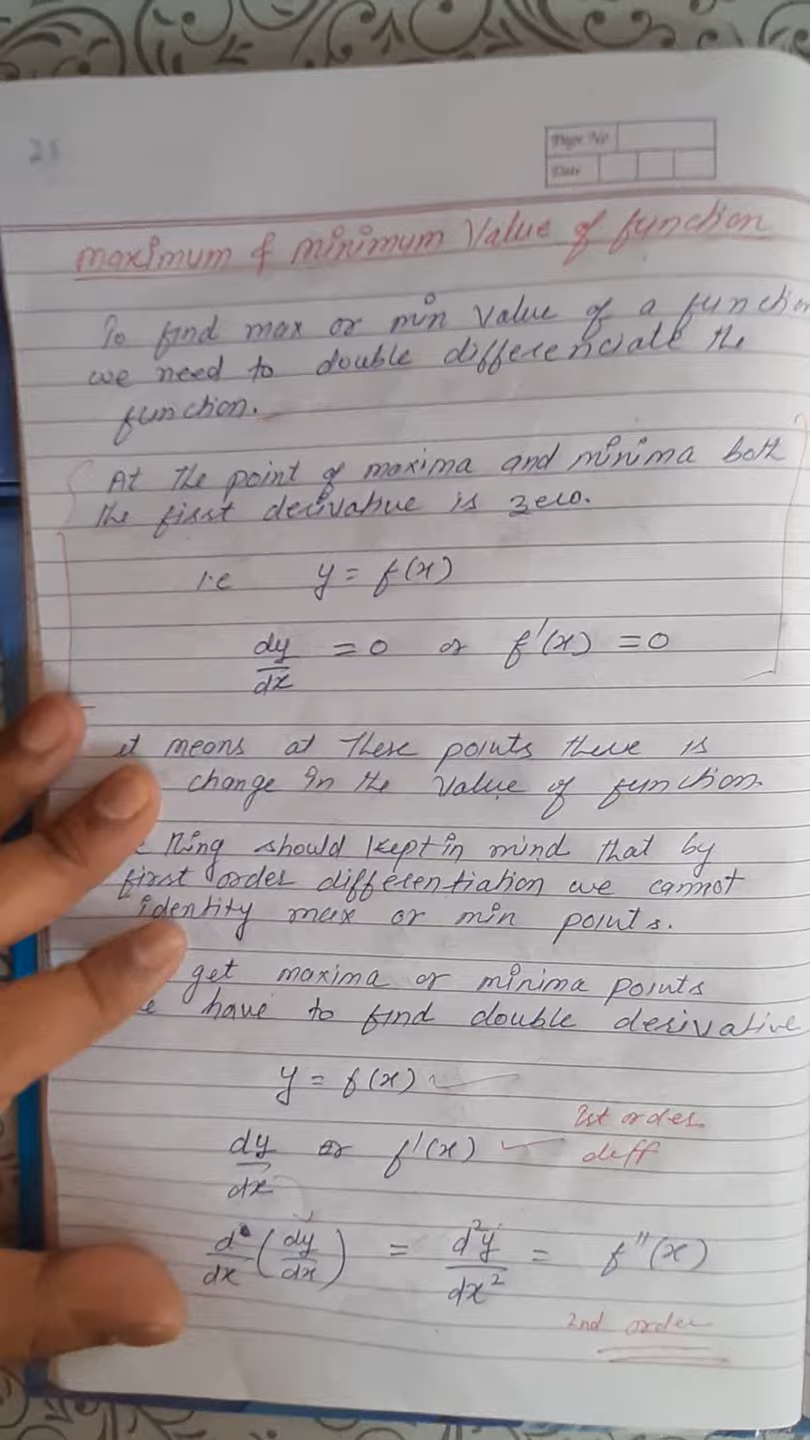 25
Page No.
Date
Maximum & minimum Value of function
To find max or min value of a function
we need to double differenciate the
function.
At the point of maxima and minima both
the first derivative is zero.
i.e y = f(x)
dy/dx = 0 or f'(x) = 0
it means at these points there is
change in the value of function.
thing should kept in mind that by
first order differentiation we cannot
identity max or min points.
get maxima or minima points
have to find double derivative
y = f(x)
dy/dx or f'(x) 1st order
diff
d/dx (dy/dx) = d²y/dx² = f''(x)
2nd order